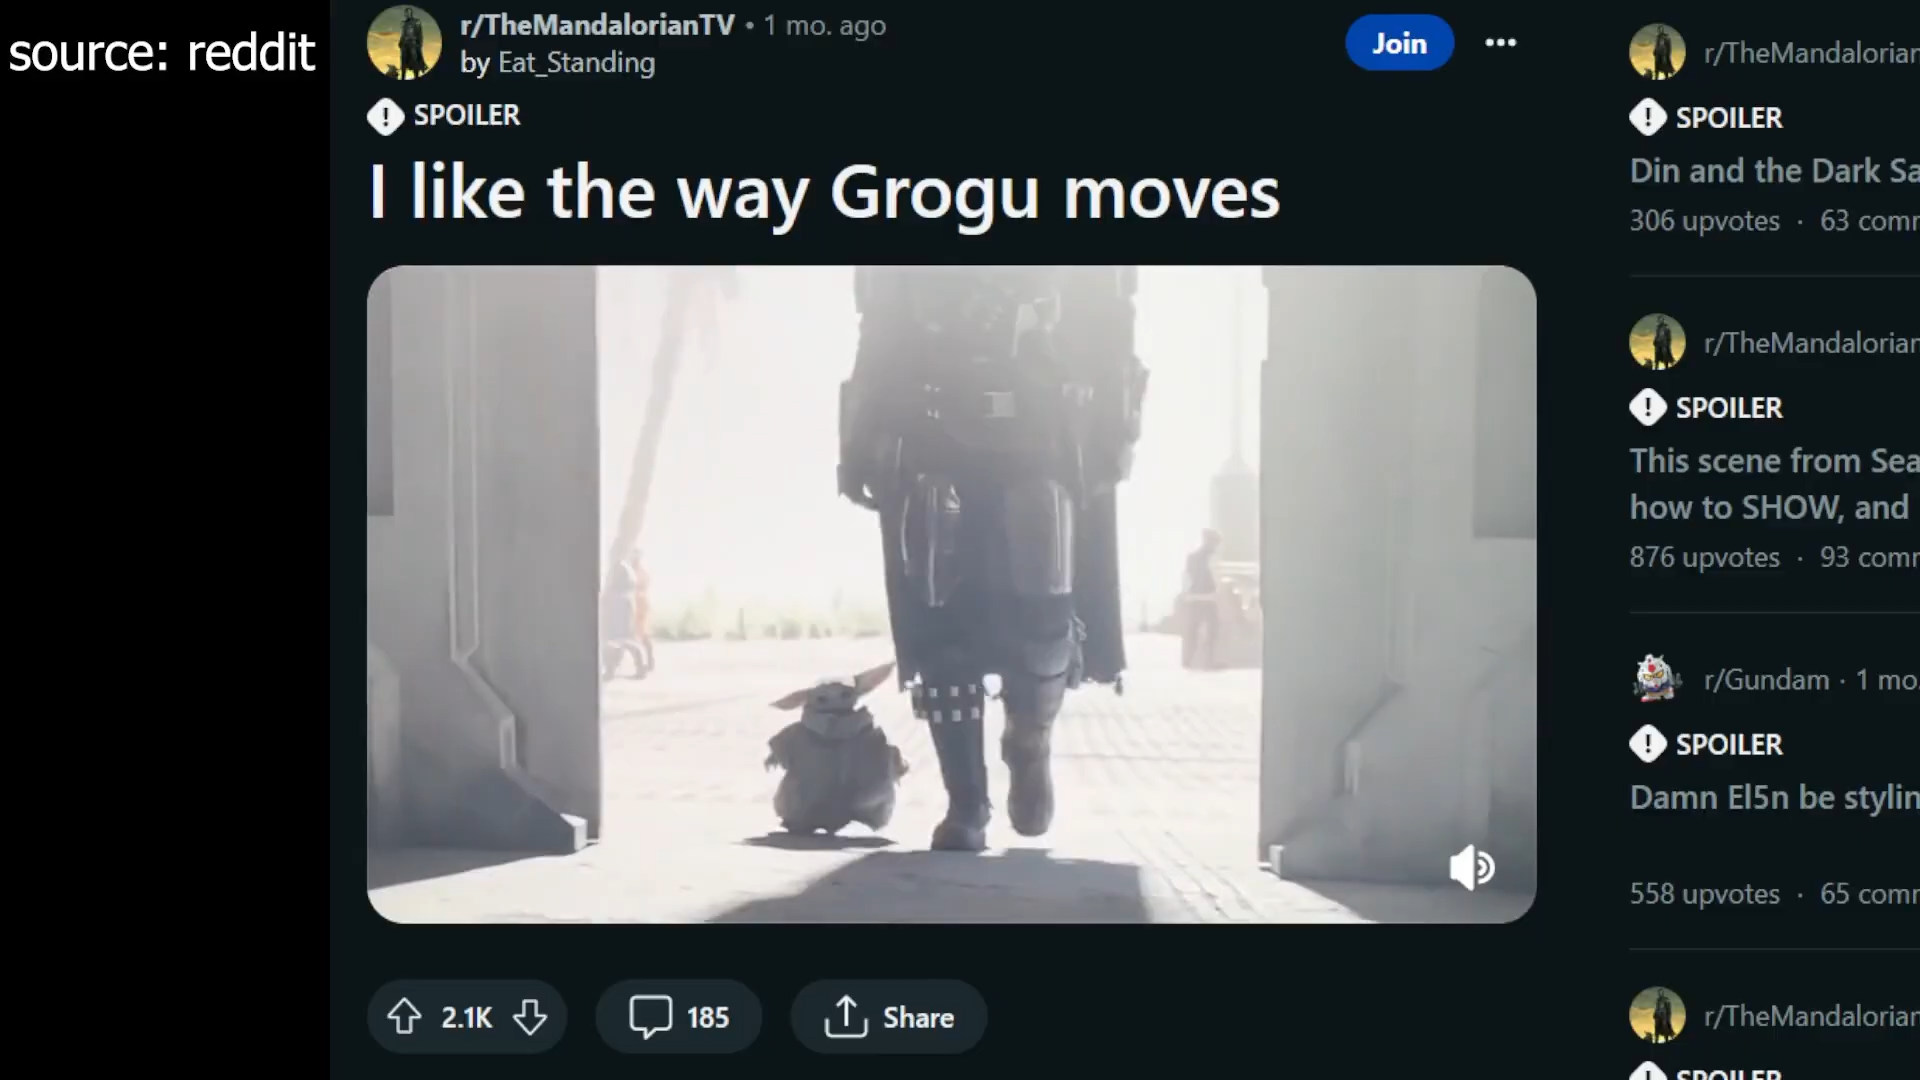 source: reddit
r/TheMandalorianTV • 1 mo. ago
by Eat_Standing
SPOILER
I like the way Grogu moves
Join
2.1K
185
Share
r/TheMandalorian
SPOILER
Din and the Dark Sa
306 upvotes · 63 comm
r/TheMandalorian
SPOILER
This scene from Sea
how to SHOW, and
876 upvotes · 93 comm
r/Gundam · 1 mo.
SPOILER
Damn El5n be stylin
558 upvotes · 65 comm
r/TheMandalorian
SPOILER